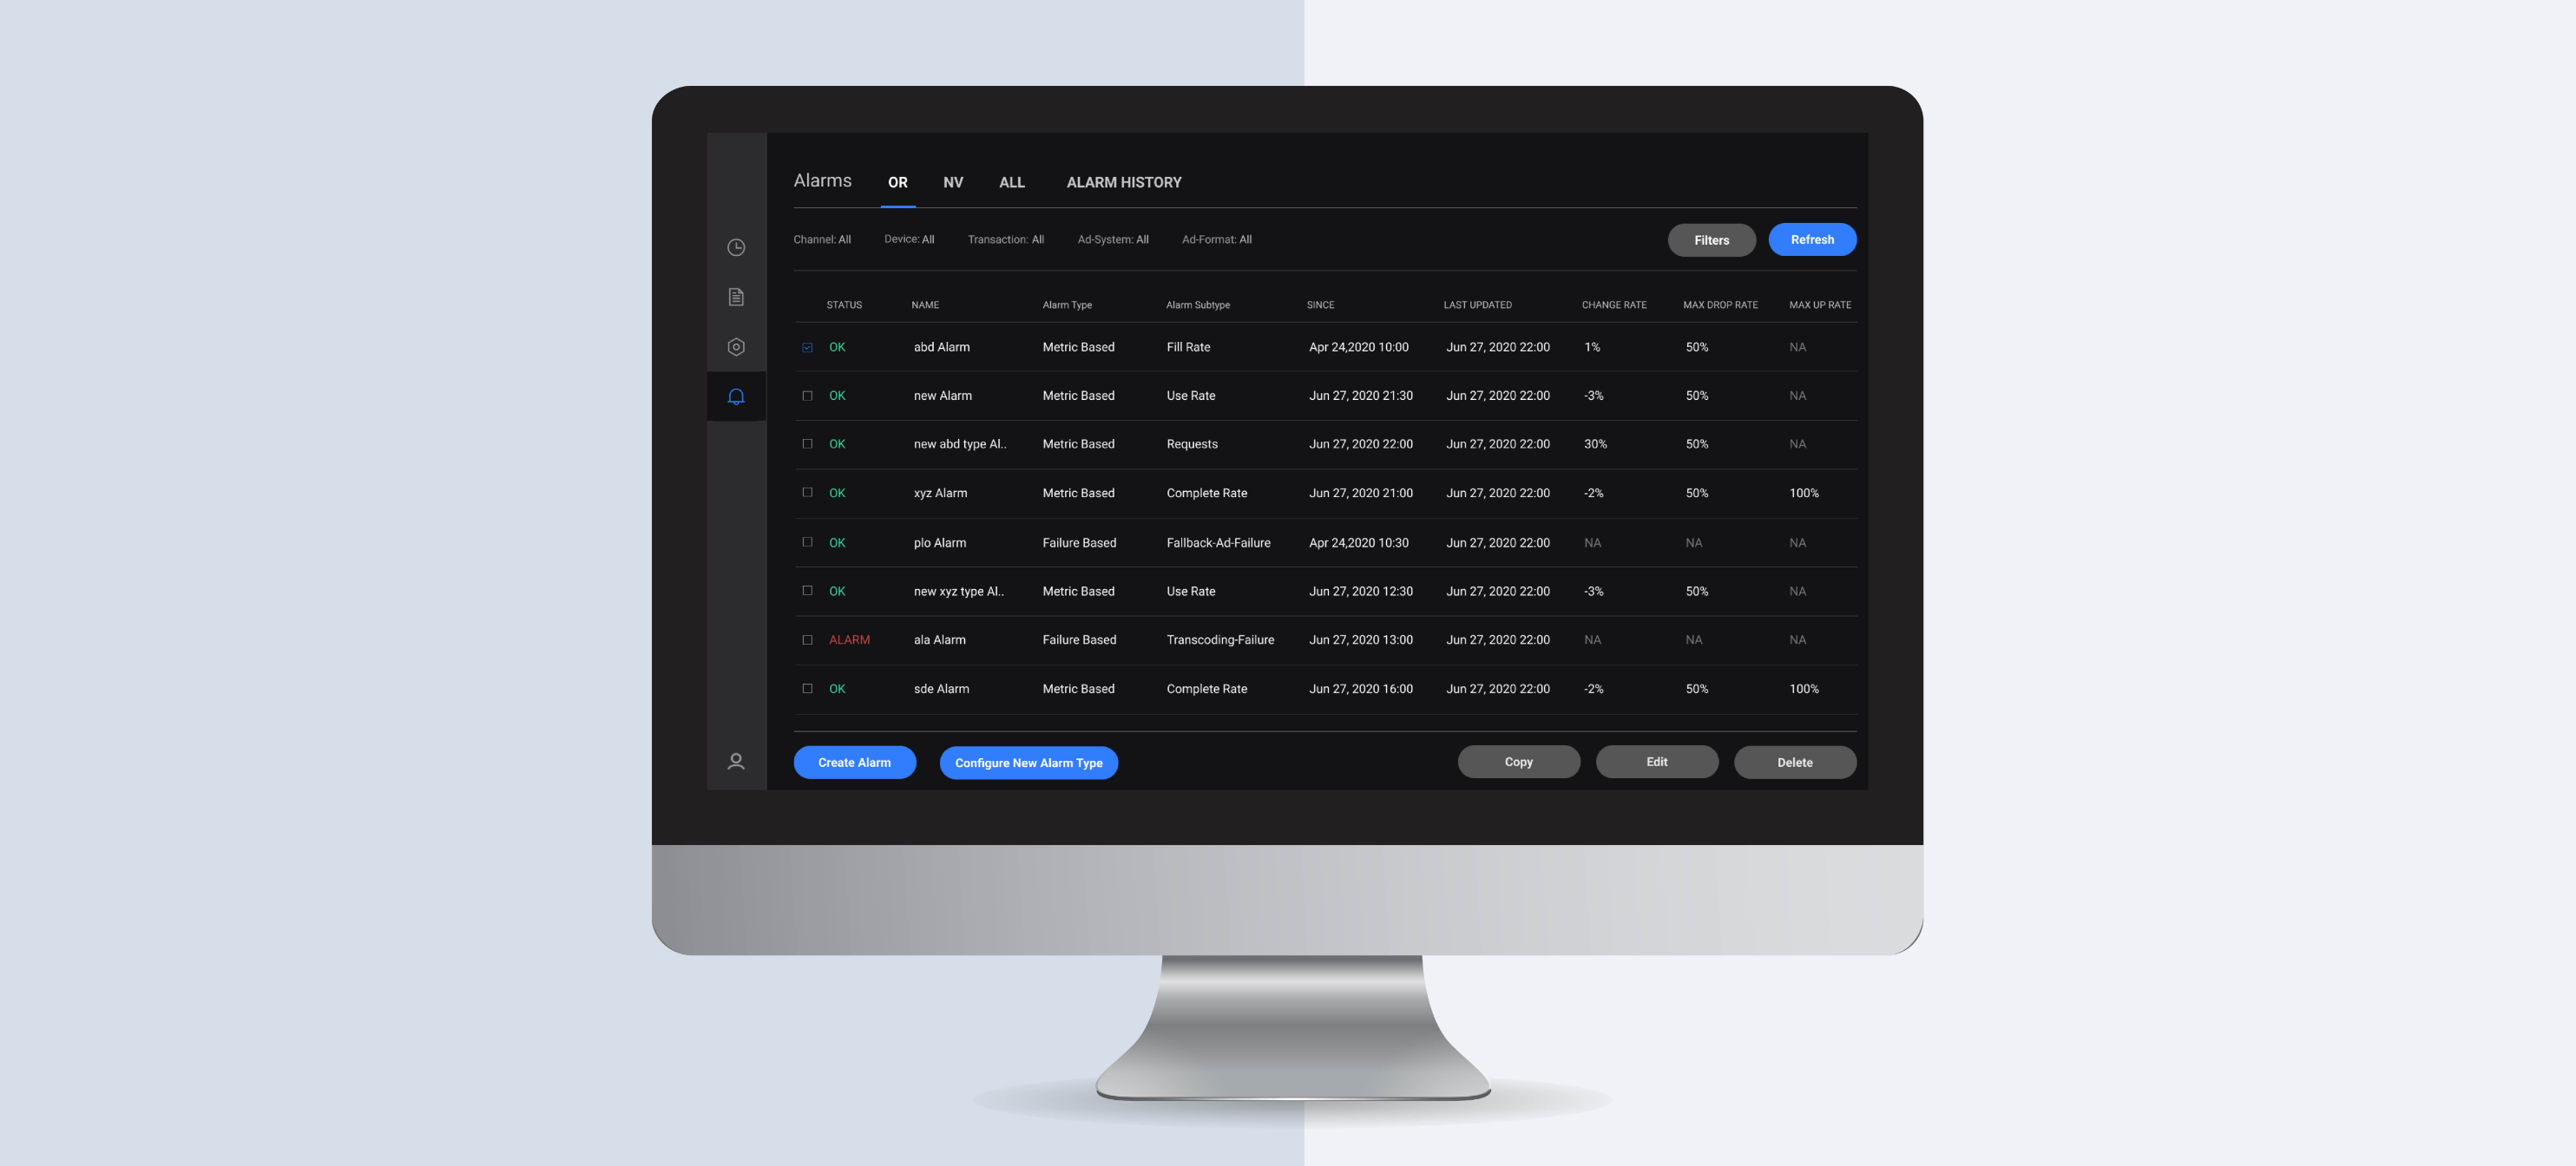 Alarms OR NV ALL ALARM HISTORY
Channel: All Device: All Transaction: All Ad-System: All Ad-Format: All Filters Refresh
STATUS NAME Alarm Type Alarm Subtype SINCE LAST UPDATED CHANGE RATE MAX DROP RATE MAX UP RATE
OK abd Alarm Metric Based Fill Rate Apr 24,2020 10:00 Jun 27, 2020 22:00 1% 50% NA
OK new Alarm Metric Based Use Rate Jun 27, 2020 21:30 Jun 27, 2020 22:00 -3% 50% NA
OK new abd type Al.. Metric Based Requests Jun 27, 2020 22:00 Jun 27, 2020 22:00 30% 50% NA
OK xyz Alarm Metric Based Complete Rate Jun 27, 2020 21:00 Jun 27, 2020 22:00 -2% 50% 100%
OK plo Alarm Failure Based Fallback-Ad-Failure Apr 24,2020 10:30 Jun 27, 2020 22:00 NA NA NA
OK new xyz type Al.. Metric Based Use Rate Jun 27, 2020 12:30 Jun 27, 2020 22:00 -3% 50% NA
ALARM ala Alarm Failure Based Transcoding-Failure Jun 27, 2020 13:00 Jun 27, 2020 22:00 NA NA NA
OK sde Alarm Metric Based Complete Rate Jun 27, 2020 16:00 Jun 27, 2020 22:00 -2% 50% 100%
Create Alarm Configure New Alarm Type Copy Edit Delete